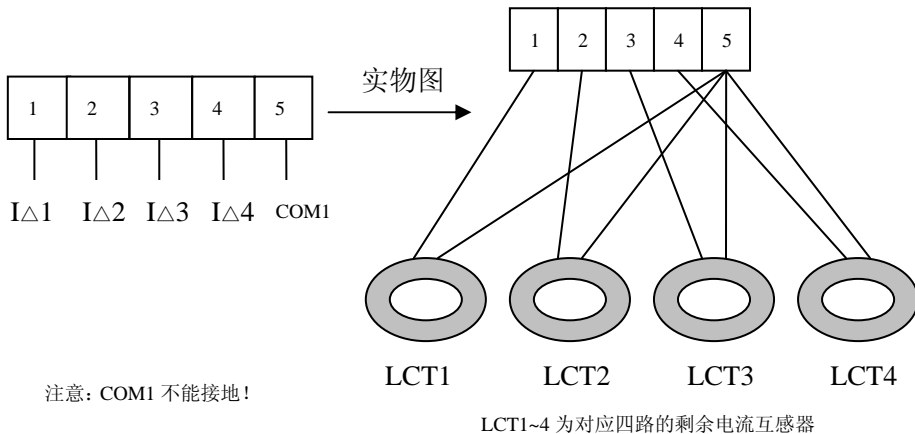 1 2 3 4 5
实物图
1 2 3 4 5
I△1 I△2 I△3 I△4 COM1
LCT1 LCT2 LCT3 LCT4
注意: COM1 不能接地!
LCT1~4 为对应四路的剩余电流互感器